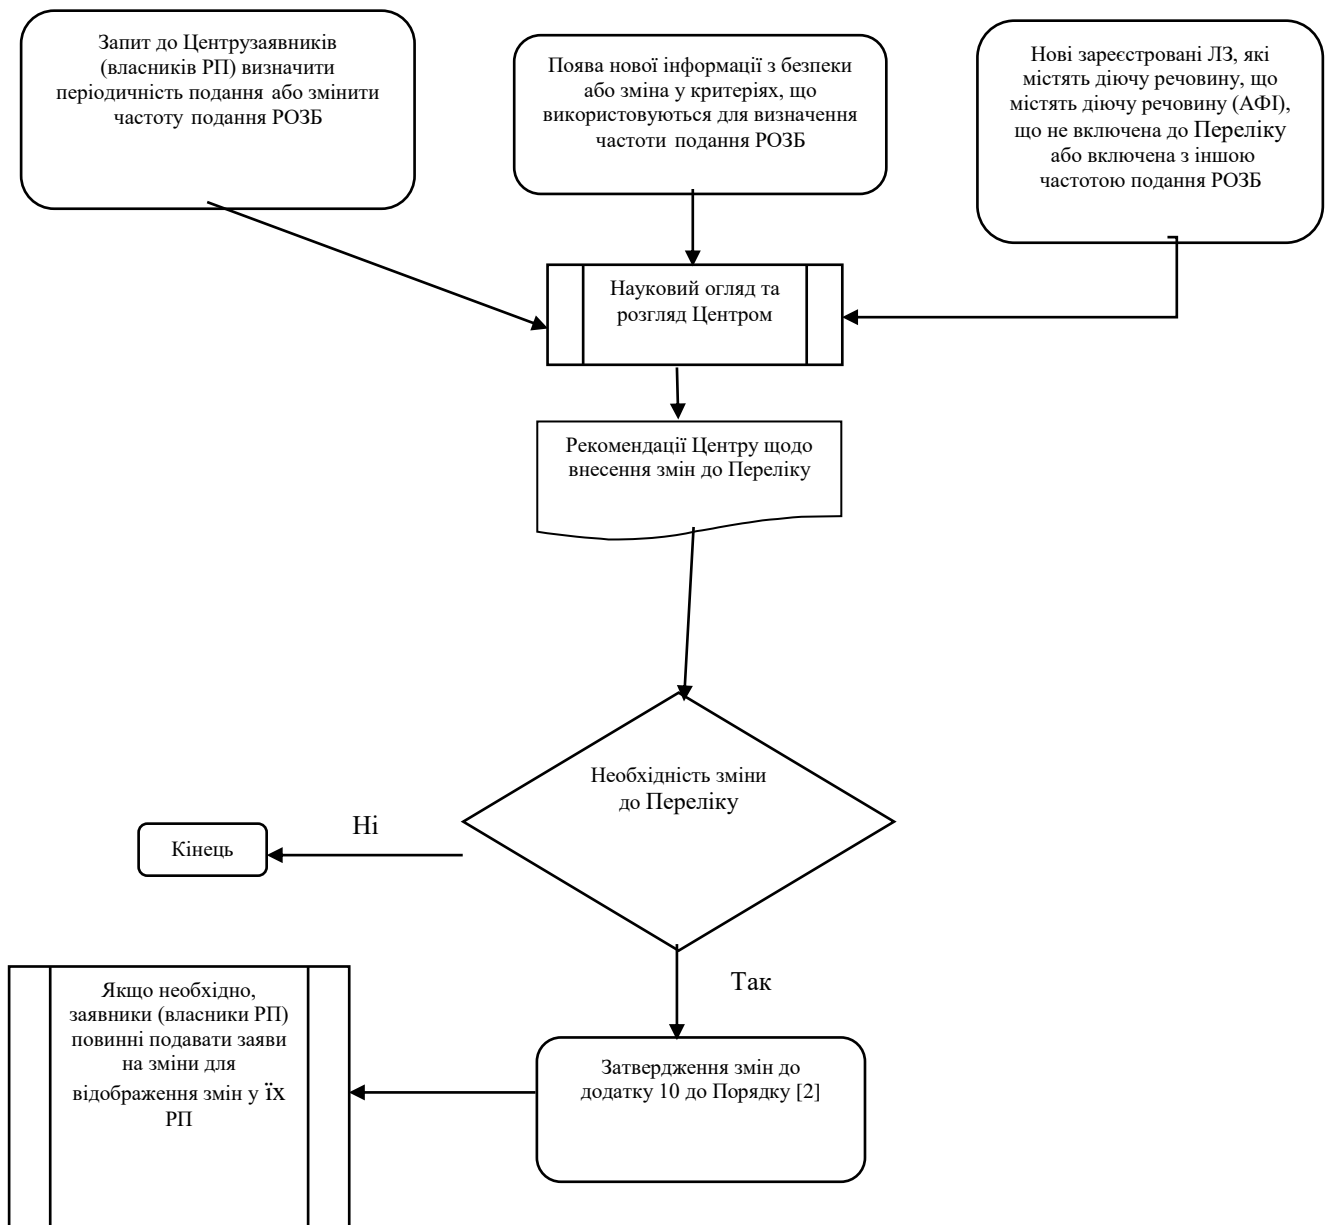 Запит до Центрузаявників
(власників РП) визначити
періодичність подання або змінити
частоту подання РОЗБ
Поява нової інформації з безпеки
або зміна у критеріях, що
використовуються для визначення
частоти подання РОЗБ
Нові зареєстровані ЛЗ, які
містять діючу речовину, що
містять діючу речовину (АФІ),
що не включена до Переліку
або включена з іншою
частотою подання РОЗБ
Науковий огляд та
розгляд Центром
Рекомендації Центру щодо
внесення змін до Переліку
Необхідність зміни
до Переліку
Ні
Кінець
Так
Якщо необхідно,
заявники (власники РП)
повинні подавати заяви
на зміни для
відображення змін у їх
РП
Затвердження змін до
додатку 10 до Порядку [2]